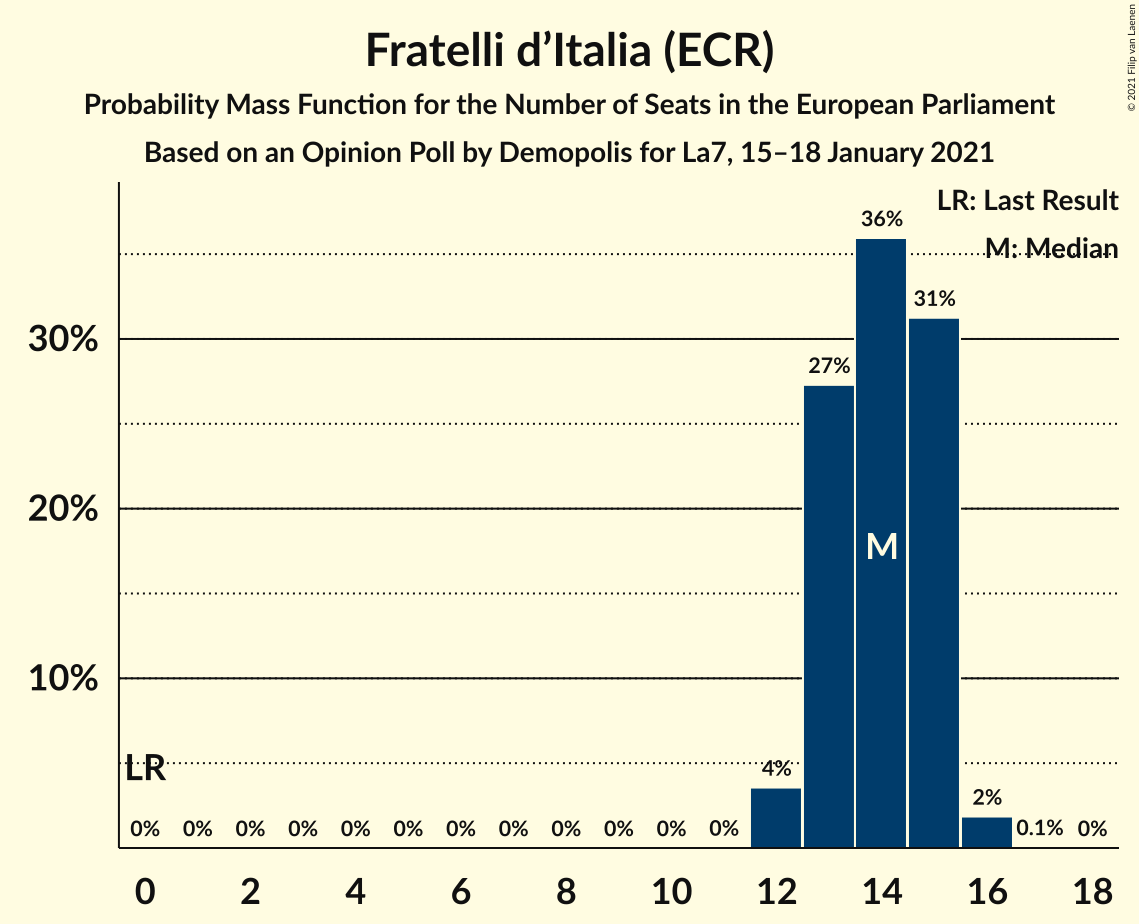 Fratelli d’Italia (ECR)
Probability Mass Function for the Number of Seats in the European Parliament
Based on an Opinion Poll by Demopolis for La7, 15–18 January 2021
© 2021 Filip van Laenen
LR: Last Result
M: Median
36%
31%
30%
27%
20%
M
10%
LR
4%
2%
0% 0% 0% 0% 0% 0% 0% 0% 0% 0% 0% 0% 0.1% 0%
0 2 4 6 8 10 12 14 16 18